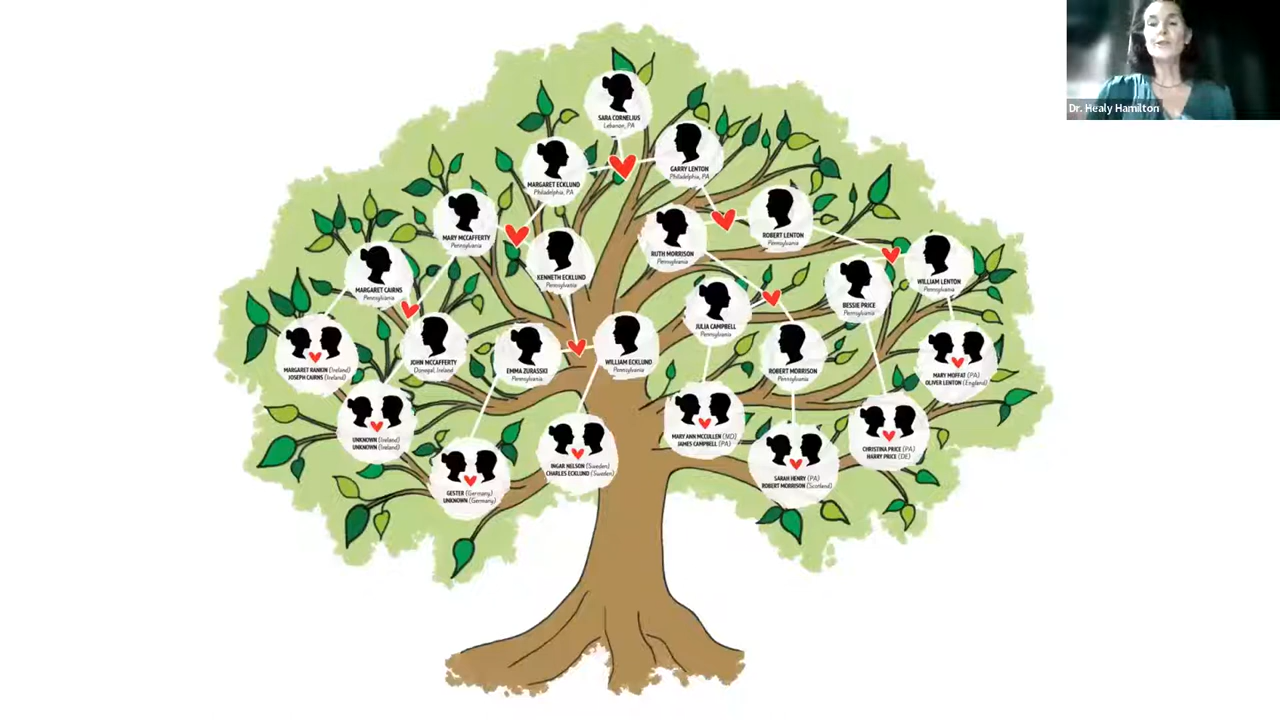 Dr. Healy Hamilton
SARA CORNELIUS
Lebanon, PA
MARGARET ECKLUND
Philadelphia, PA
GARRY LENTON
Philadelphia, PA
MARY MCCAFFERTY
Pennsylvania
KENNETH ECKLUND
Pennsylvania
RUTH MORRISON
Pennsylvania
ROBERT LENTON
Pennsylvania
MARGARET CAIRNS
Pennsylvania
JOHN MCCAFFERTY
Donegal, Ireland
EMMA ZURASSKI
Pennsylvania
WILLIAM ECKLUND
Pennsylvania
JULIA CAMPBELL
Pennsylvania
ROBERT MORRISON
Pennsylvania
BESSIE PRICE
Pennsylvania
WILLIAM LENTON
Pennsylvania
MARGARET RANKIN (Ireland)
JOSEPH CAIRNS (Ireland)
UNKNOWN (Ireland)
UNKNOWN (Ireland)
GESTER (Germany)
UNKNOWN (Germany)
INGAR NELSON (Sweden)
CHARLES ECKLUND (Sweden)
MARY ANN MCCULLEN (MD)
JAMES CAMPBELL (PA)
SARAH HENRY (PA)
ROBERT MORRISON (Scotland)
CHRISTINA PRICE (PA)
HARRY PRICE (DE)
MARY MOFFAT (PA)
OLIVER LENTON (England)